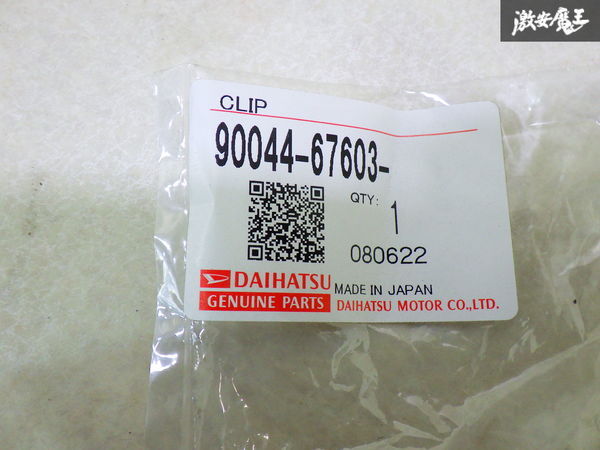 激安魔王
CLIP
90044-67603-
QTY: 1
080622
DAIHATSU
GENUINE PARTS
MADE IN JAPAN
DAIHATSU MOTOR CO.,LTD.